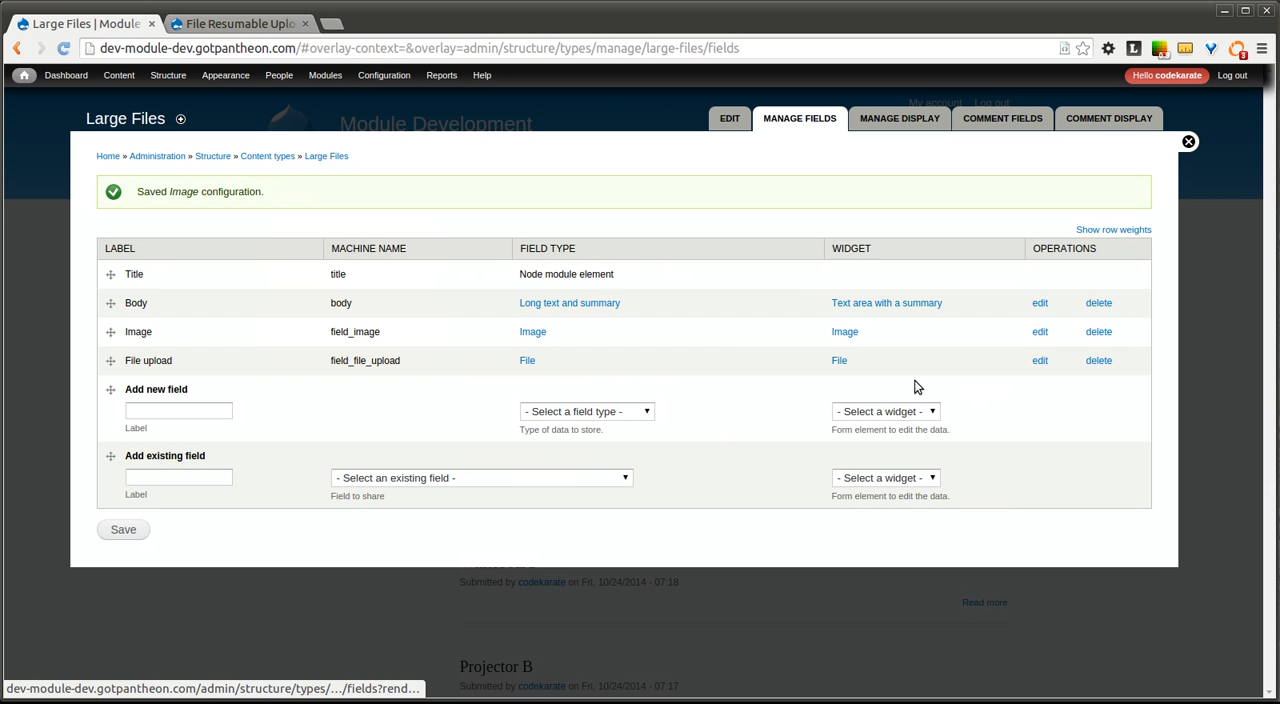 Large Files | Module
File Resumable Uplo
dev-module-dev.gotpantheon.com/#overlay-context=&overlay=admin/structure/types/manage/large-files/fields
Dashboard Content Structure Appearance People Modules Configuration Reports Help Hello codekarate Log out
My account Log out
Large Files
Module Development
EDIT MANAGE FIELDS MANAGE DISPLAY COMMENT FIELDS COMMENT DISPLAY
Home » Administration » Structure » Content types » Large Files
Saved Image configuration.
Show row weights
LABEL MACHINE NAME FIELD TYPE WIDGET OPERATIONS
Title title Node module element
Body body Long text and summary Text area with a summary edit delete
Image field_image Image Image edit delete
File upload field_file_upload File File edit delete
Add new field
- Select a field type - - Select a widget -
Label Type of data to store. Form element to edit the data.
Add existing field
- Select an existing field - - Select a widget -
Label Field to share Form element to edit the data.
Save
Submitted by codekarate on Fri, 10/24/2014 - 07:18
Read more
Projector B
Submitted by codekarate on Fri, 10/24/2014 - 07:17
dev-module-dev.gotpantheon.com/admin/structure/types/.../fields?rend...